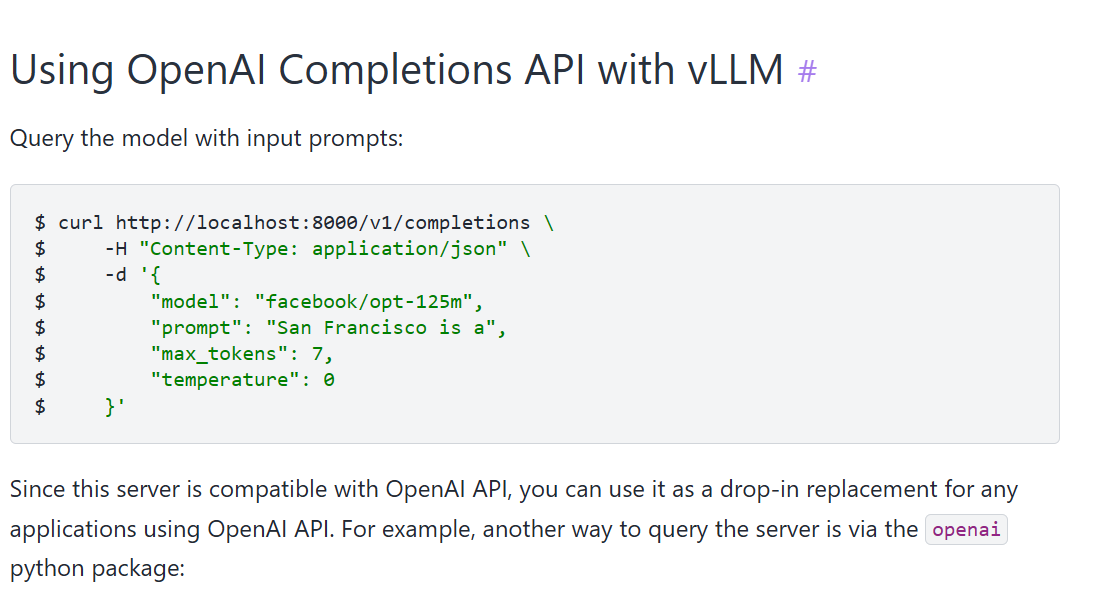 Using OpenAI Completions API with vLLM #
Query the model with input prompts:
$ curl http://localhost:8000/v1/completions \
$     -H "Content-Type: application/json" \
$     -d '{
$         "model": "facebook/opt-125m",
$         "prompt": "San Francisco is a",
$         "max_tokens": 7,
$         "temperature": 0
$     }'
Since this server is compatible with OpenAI API, you can use it as a drop-in replacement for any
applications using OpenAI API. For example, another way to query the server is via the openai
python package: